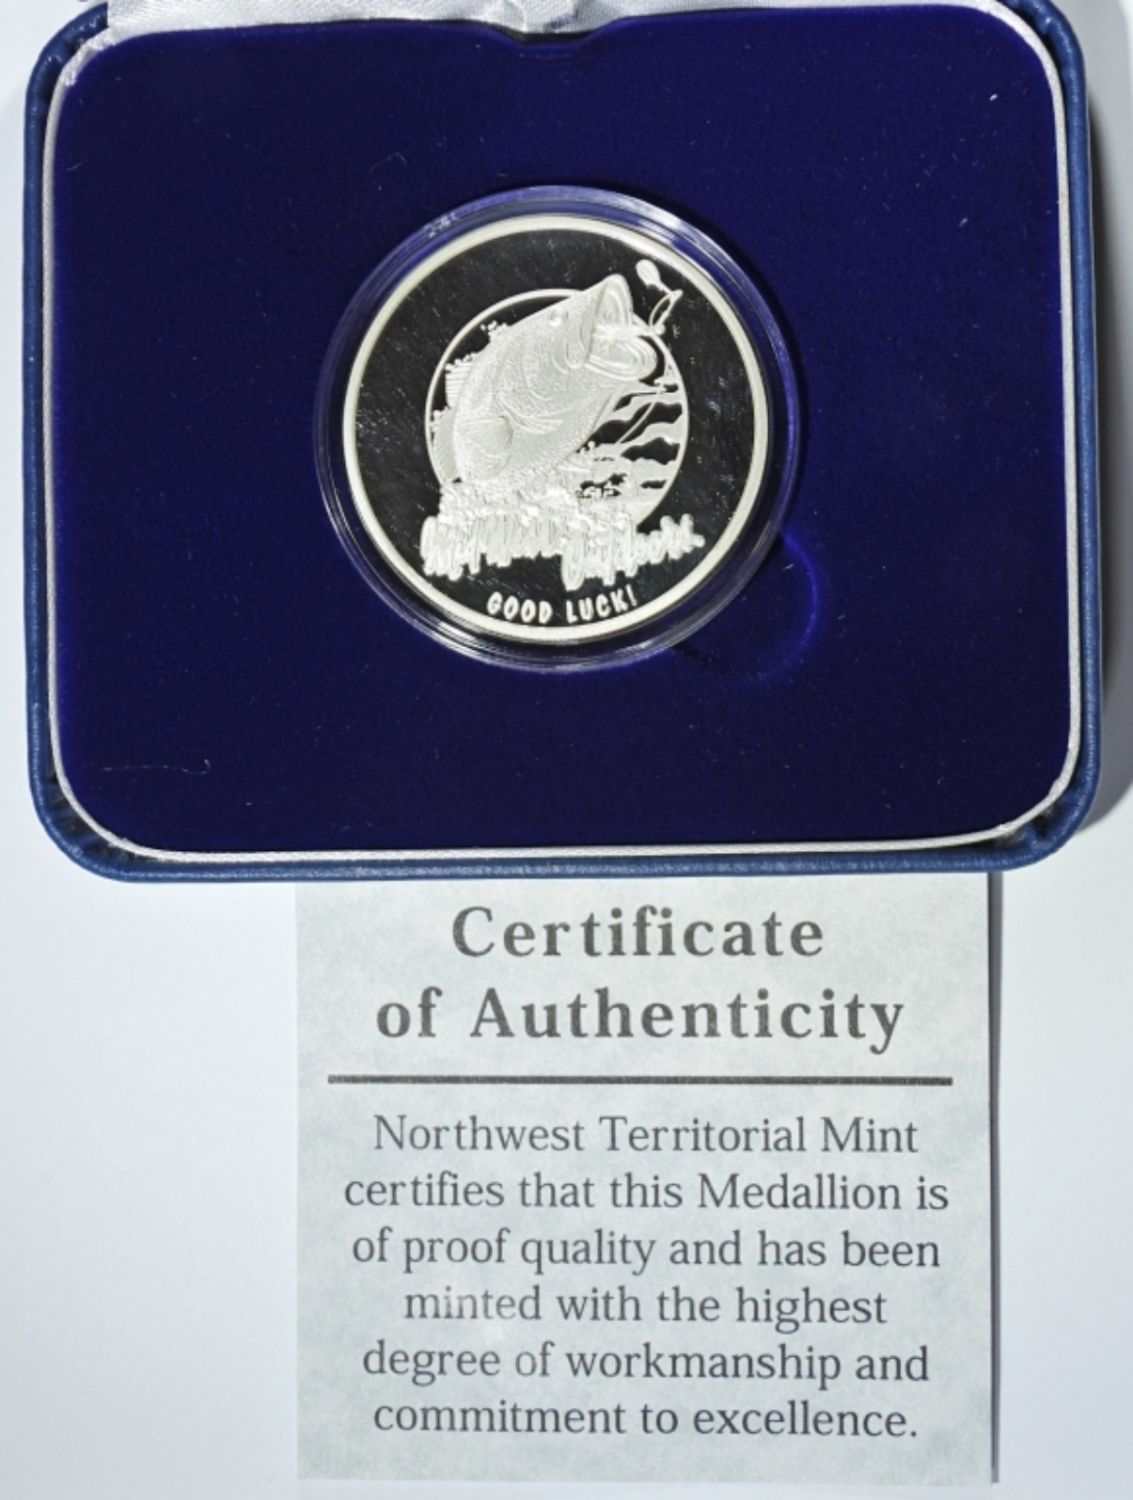 GOOD LUCK!
Certificate
of Authenticity
Northwest Territorial Mint
certifies that this Medallion is
of proof quality and has been
minted with the highest
degree of workmanship and
commitment to excellence.